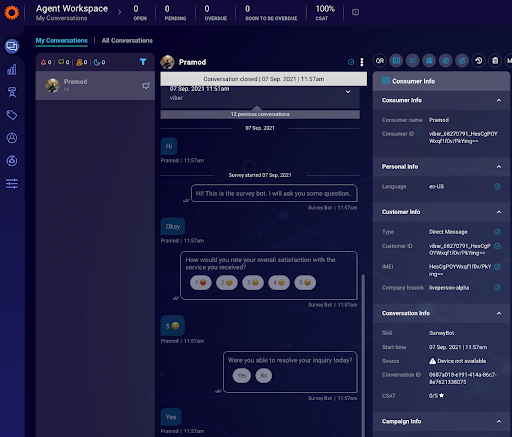 Agent Workspace
My Conversations
0
OPEN
0
PENDING
0
OVERDUE
0
SOON TO BE OVERDUE
100%
CSAT
My Conversations
All Conversations
0 0 0 0
Pramod
Hi
Pramod
Conversation closed | 07 Sep. 2021 | 11:57am
07 Sep. 2021 11:51am
viber
12 previous conversations
07 Sep, 2021
Hi
Pramod | 11:57am
Survey started 07 Sep. 2021
Hi! This is the survey bot. I will ask you some question..
Survey Bot | 11:57am
Okay
Pramod | 11:57am
How would you rate your overall satisfaction with the
service you received?
1 2 3 4 5
Survey Bot | 11:57am
5
Pramod | 11:57am
Were you able to resolve your inquiry today?
Yes No
Survey Bot | 11:57am
Yes
Pramod | 11:57am
QR
SC
M
Consumer Info
Consumer Info
Consumer name Pramod
Consumer ID
Personal Info
Language en-US
Customer Info
Type Direct Message
Customer ID
IMEI
Company branch liveperson-alpha
Conversation Info
Skill SurveyBot
Start time 07 Sep. 2021 | 11:57am
Source Device not available
Conversation ID 0607a018-e191-414a-86c7-
8e7621338075
CSAT 0/5
Campaign Info